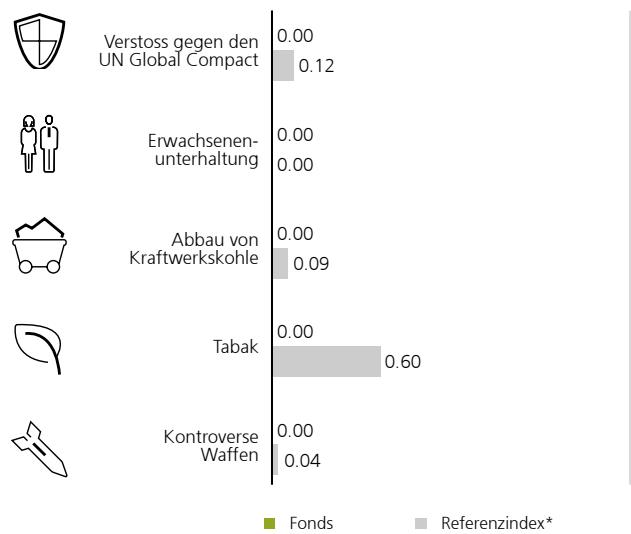 Verstoss gegen den
UN Global Compact
0.00
0.12
Erwachsenen-
unterhaltung
0.00
0.00
Abbau von
Kraftwerkskohle
0.00
0.09
Tabak
0.00
0.60
Kontroverse
Waffen
0.00
0.04
Fonds
Referenzindex*